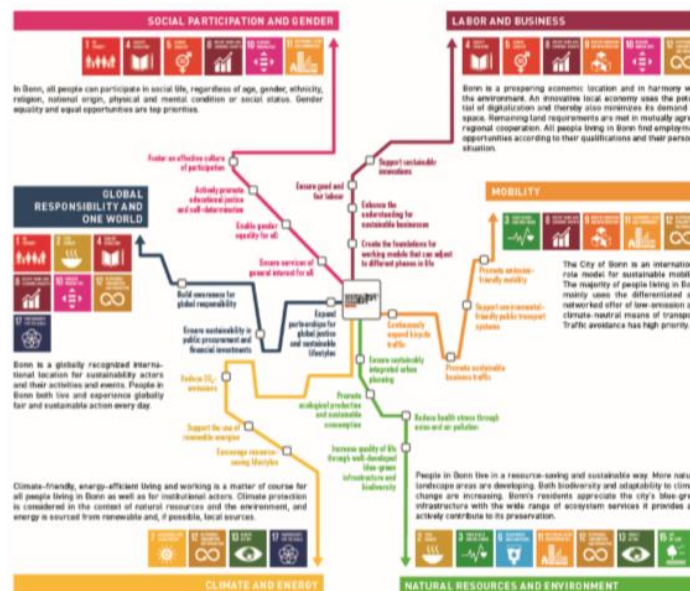 SOCIAL PARTICIPATION AND GENDER
In Bonn, all people can participate in social life, regardless of age, gender, ethnicity,
religion, national origin, physical and mental condition or social status. Gender
equality and equal opportunities are top priorities.
LABOR AND BUSINESS
Bonn is a prospering economic location and in harmony w
the environment. An innovative local economy uses the pote
tial of digitalization and thereby also minimizes its demand
space. Remaining land requirements are met in mutually agree
regional cooperation. All people living in Bonn find employme
opportunities according to their qualifications and their person
situation.
Foster an effective culture
of participation
Actively promote
educational justice
and self-determination
Enable gender
equality for all
Ensure services of
general interest for all
Support sustainable
innovations
Ensure good and
fair labour
Enhance the
understanding for
sustainable businesses
Create the foundations for
working models that can adjust
to different phases in life
GLOBAL
RESPONSIBILITY AND
ONE WORLD
Build awareness for
global responsibility
Ensure sustainability in
public procurement and
financial investments
Expand
partnerships for
global justice
and sustainable
lifestyles
Bonn is a globally recognized interna-
tional location for sustainability actors
and their activities and events. People in
Bonn both live and experience globally
fair and sustainable action every day.
MOBILITY
The City of Bonn is an internation
role model for sustainable mobili
The majority of people living in Bo
mainly uses the differentiated a
networked offer of low-emission a
climate-neutral means of transpo
Traffic avoidance has high priority.
Promote emission-
friendly mobility
Support environmental-
friendly public transport
systems
Continuously
expand bicycle
traffic
Promote sustainable
business traffic
Reduce CO₂-
emissions
Support the use of
renewable energies
Encourage resource-
saving lifestyles
Climate-friendly, energy-efficient living and working is a matter of course for
all people living in Bonn as well as for institutional actors. Climate protection
is considered in the context of natural resources and the environment, and
energy is sourced from renewable and, if possible, local sources.
CLIMATE AND ENERGY
Ensure sustainably
integrated urban
planning
Promote
ecological production
and sustainable
consumption
Reduce health stress through
noise and air pollution
Increase quality of life
through well-developed
blue-green
infrastructure and
biodiversity
People in Bonn live in a resource-saving and sustainable way. More natu
landscape areas are developing. Both biodiversity and adaptability to clima
change are increasing. Bonn's residents appreciate the city's blue-gre
infrastructure with the wide range of ecosystem services it provides a
actively contribute to its preservation.
NATURAL RESOURCES AND ENVIRONMENT